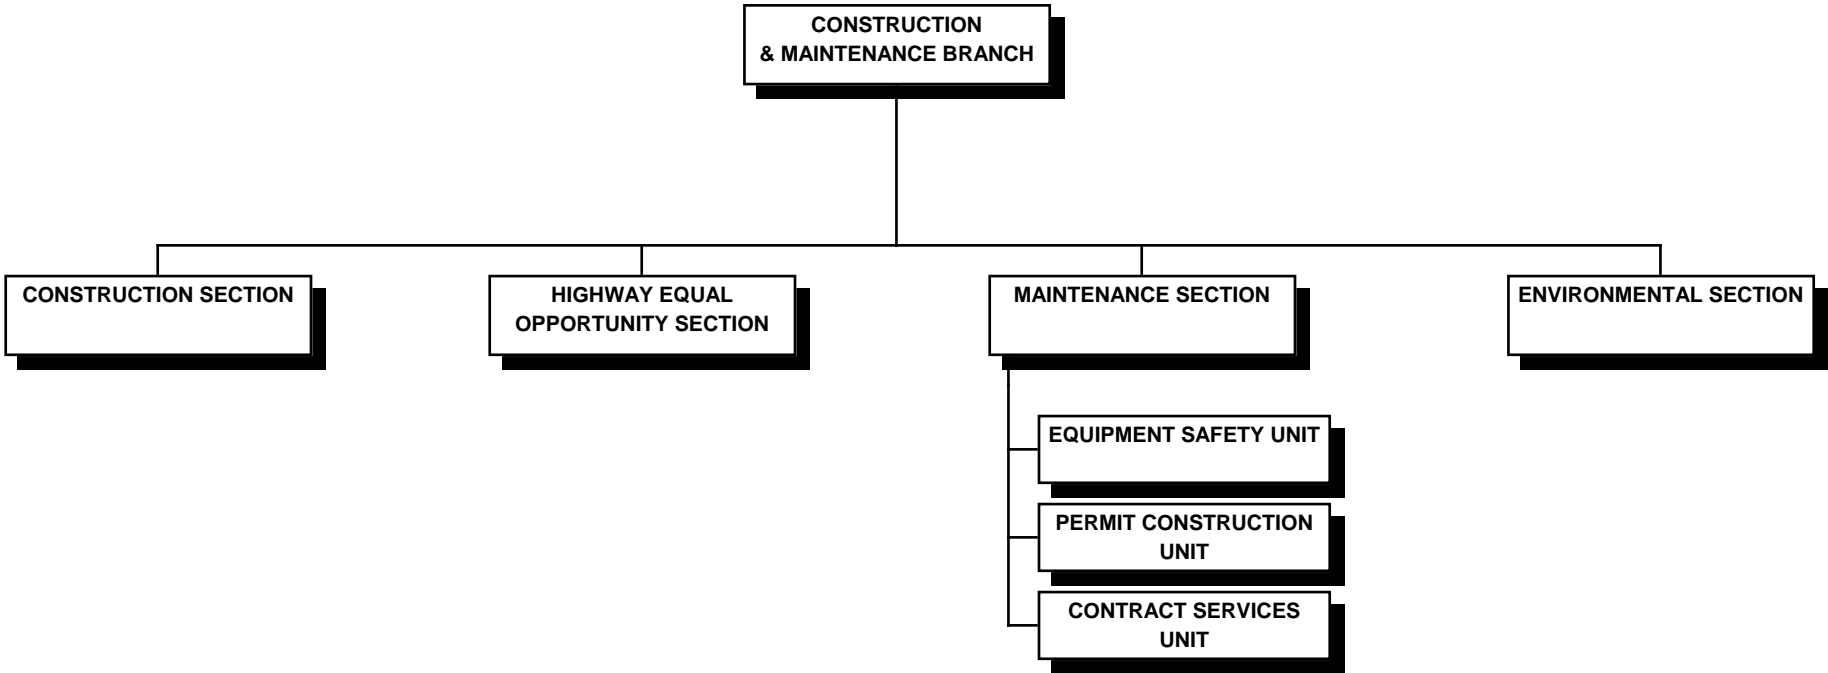 CONSTRUCTION
& MAINTENANCE BRANCH
CONSTRUCTION SECTION
HIGHWAY EQUAL
OPPORTUNITY SECTION
MAINTENANCE SECTION
ENVIRONMENTAL SECTION
EQUIPMENT SAFETY UNIT
PERMIT CONSTRUCTION
UNIT
CONTRACT SERVICES
UNIT